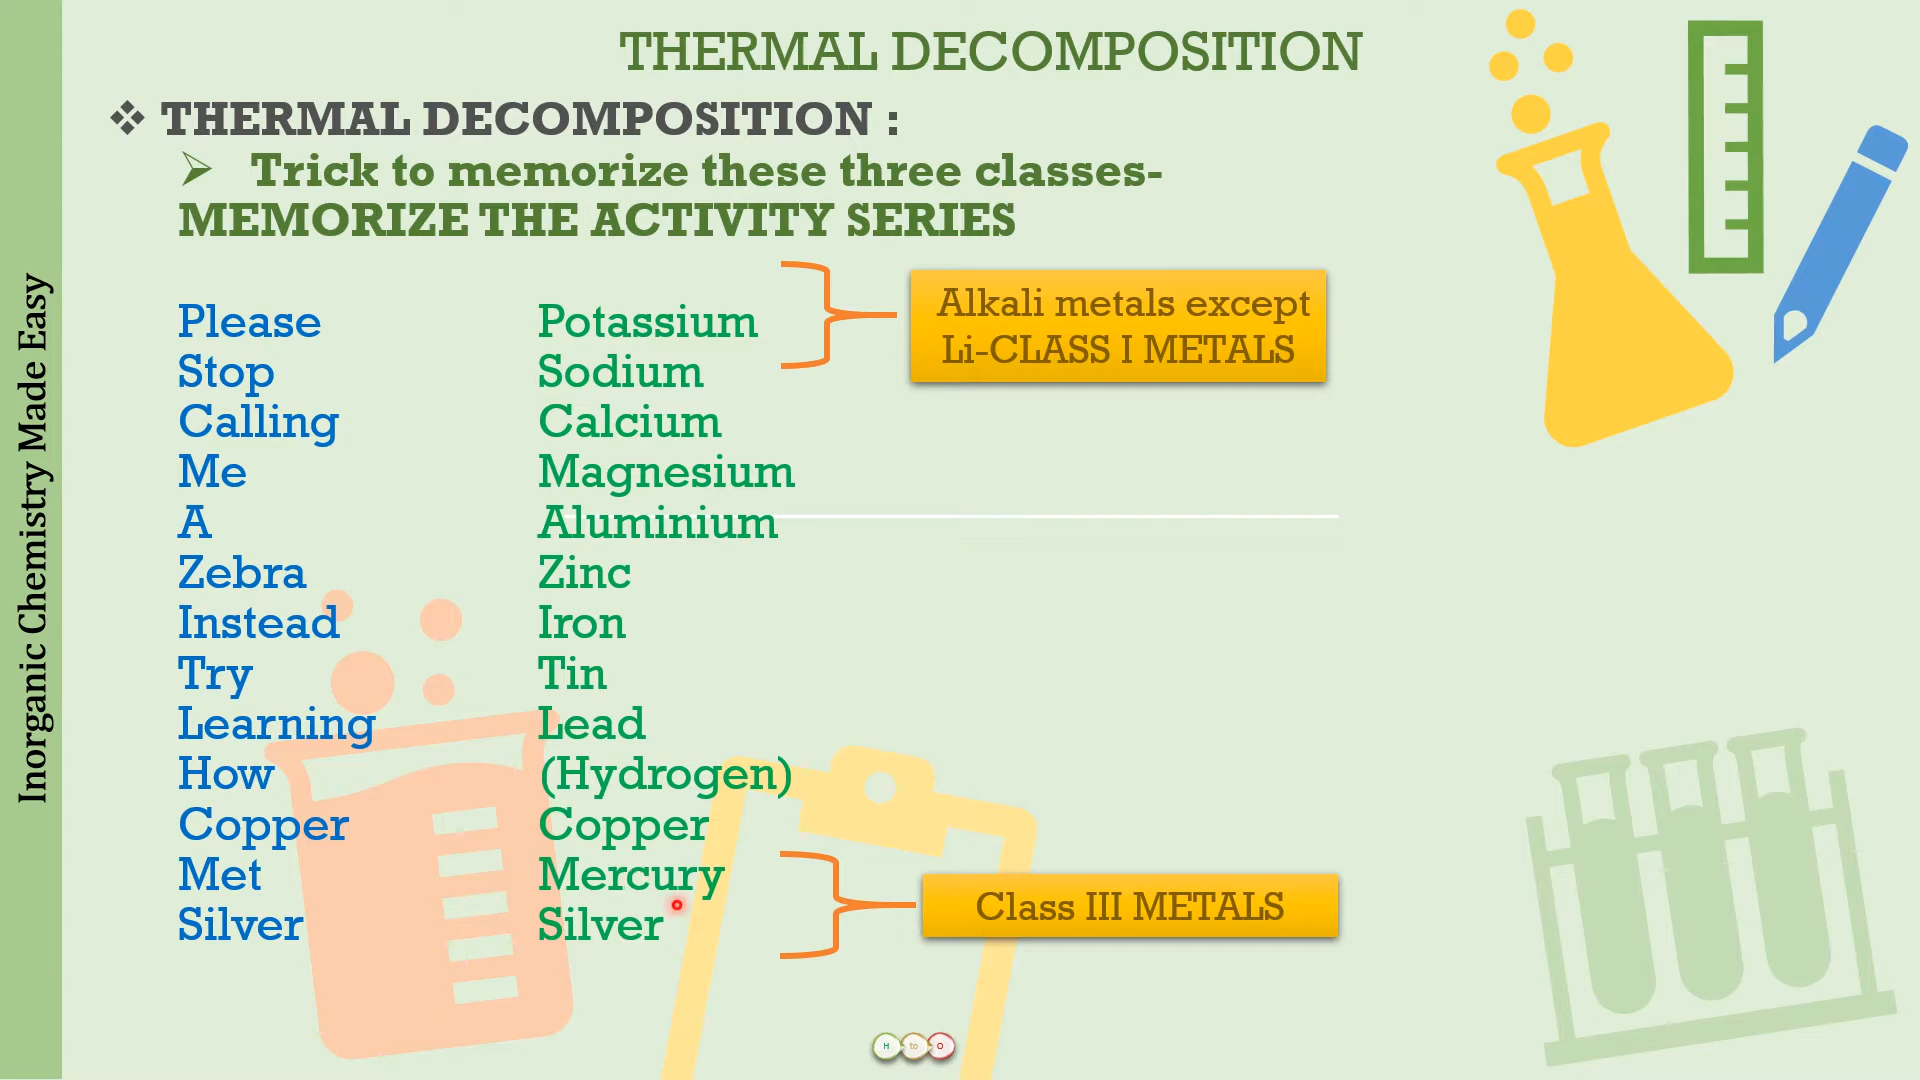 THERMAL DECOMPOSITION
❖ THERMAL DECOMPOSITION :
➢ Trick to memorize these three classes-
MEMORIZE THE ACTIVITY SERIES
Please Potassium
Stop Sodium
Calling Calcium
Me Magnesium
A Aluminium
Zebra Zinc
Instead Iron
Try Tin
Learning Lead
How (Hydrogen)
Copper Copper
Met Mercury
Silver Silver
Alkali metals except
Li-CLASS I METALS
Class III METALS
Inorganic Chemistry Made Easy
H to O